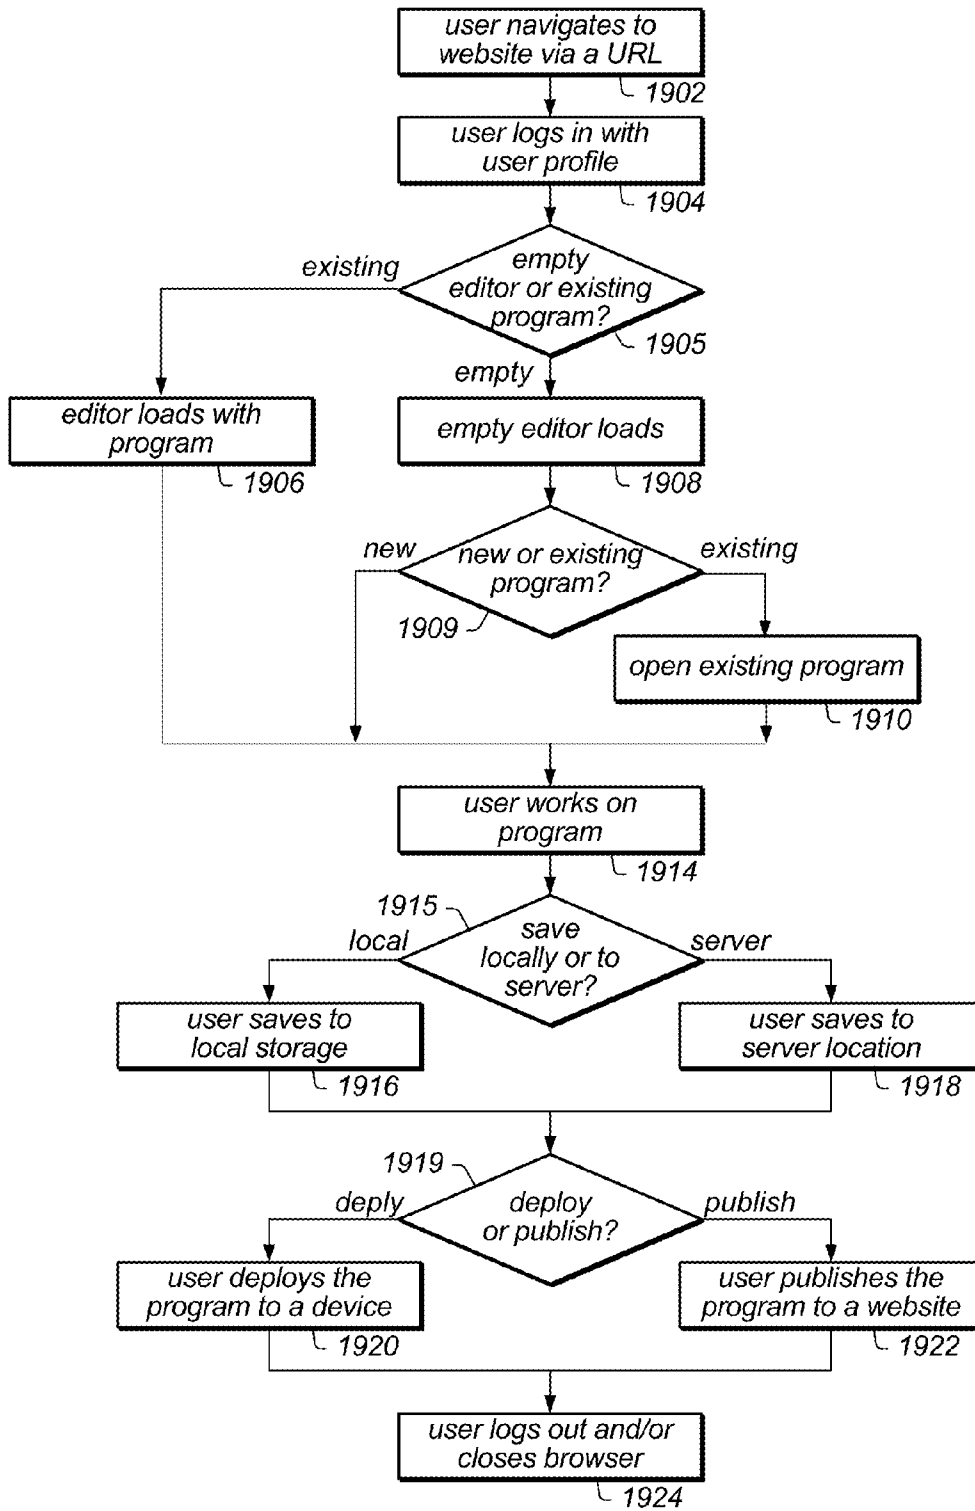 user navigates to
website via a URL
1902
user logs in with
user profile
1904
empty
editor or existing
program?
existing
1905
empty
editor loads with
program
1906
empty editor loads
1908
new
new or existing
program?
existing
1909
open existing program
1910
user works on
program
1914
1915
save
locally or to
server?
local
server
user saves to
local storage
1916
user saves to
server location
1918
1919
deploy
or publish?
deply
publish
user deploys the
program to a device
1920
user publishes the
program to a website
1922
user logs out and/or
closes browser
1924